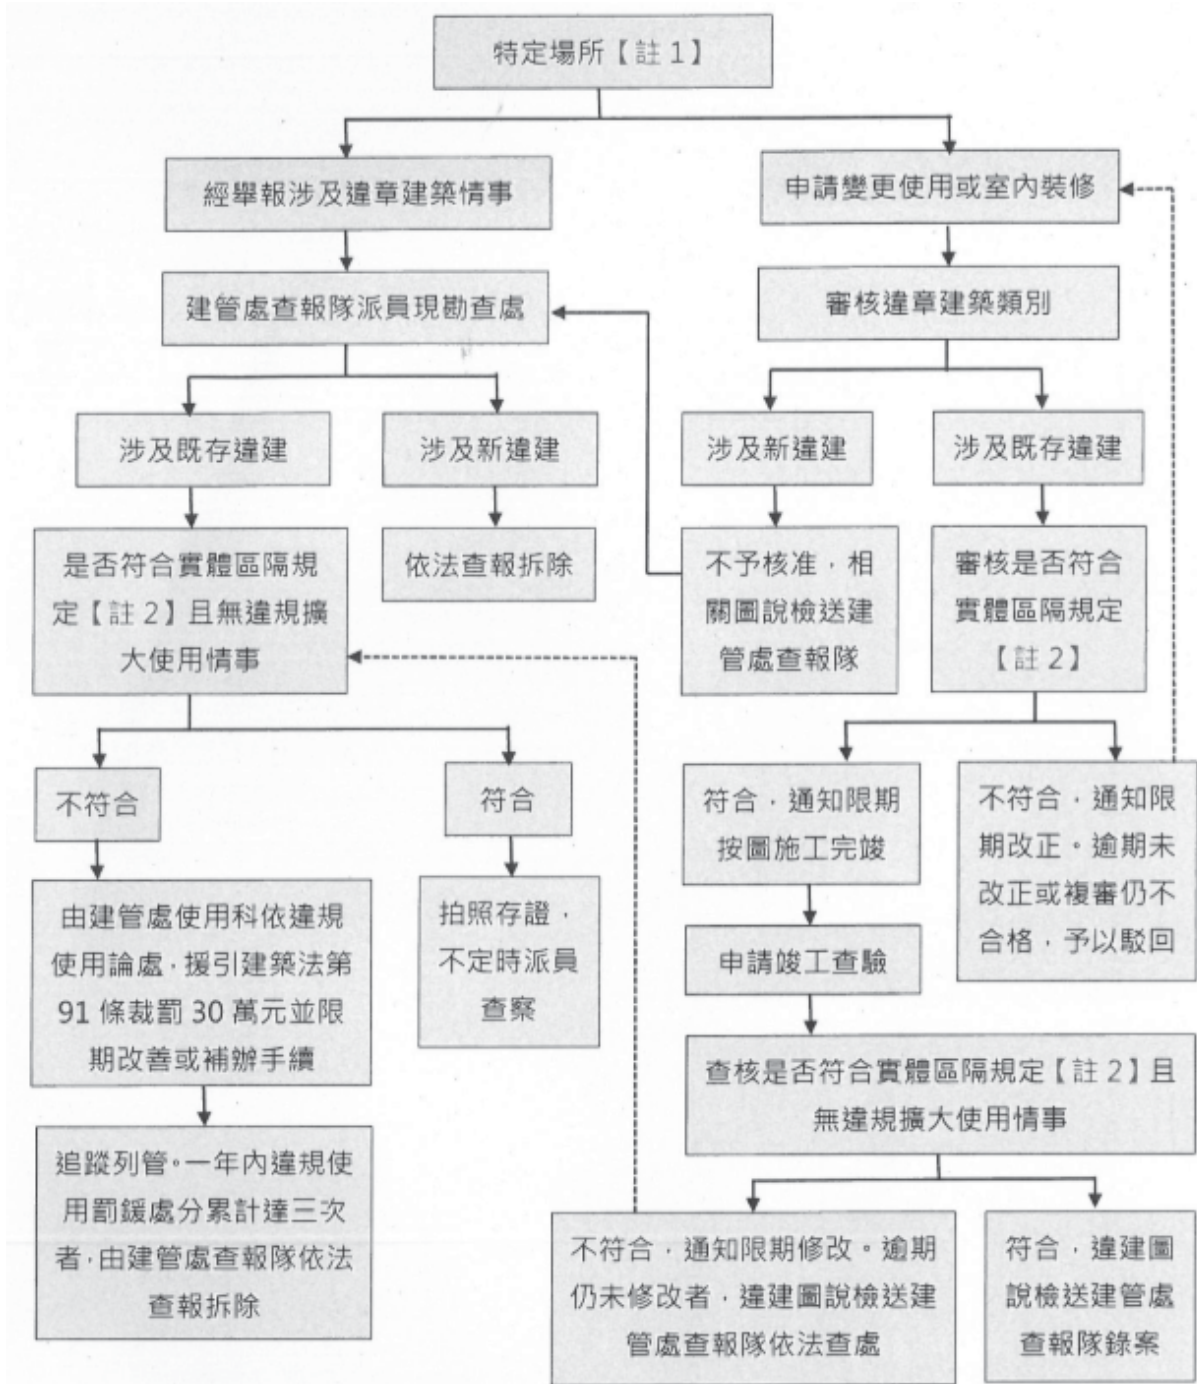 特定場所【註1】
經舉報涉及違章建築情事
申請變更使用或室內裝修
建管處查報隊派員現勘查處
審核違章建築類別
涉及既存違建
涉及新違建
涉及新違建
涉及既存違建
是否符合實體區隔規
定【註2】且無違規擴
大使用情事
依法查報拆除
不予核准，相
關圖說檢送建
管處查報隊
審核是否符合
實體區隔規定
【註2】
不符合
符合
符合，通知限期
按圖施工完竣
不符合，通知限
期改正。逾期未
改正或複審仍不
合格，予以駁回
由建管處使用科依違規
使用論處，援引建築法第
91條裁罰30萬元並限
期改善或補辦手續
拍照存證，
不定時派員
查察
申請竣工查驗
查核是否符合實體區隔規定【註2】且
無違規擴大使用情事
追蹤列管。一年內違規使
用罰鍰處分累計達三次
者，由建管處查報隊依法
查報拆除
不符合，通知限期修改。逾期
仍未修改者，違建圖說檢送建
管處查報隊依法查處
符合，違建圖
說檢送建管處
查報隊錄案